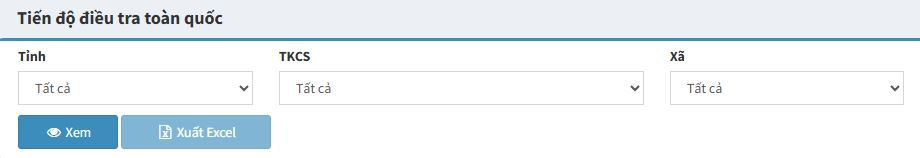 Tiến độ điều tra toàn quốc
Tỉnh TKCS Xã
Tất cả Tất cả Tất cả
Xem Xuất Excel